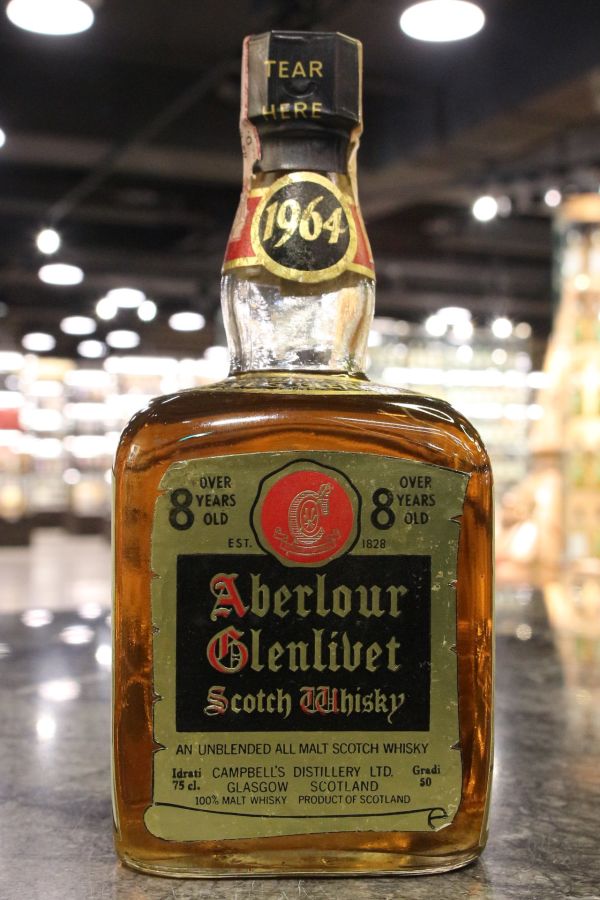 TEAR
HERE
1964
8 OVER YEARS OLD
8 OVER YEARS OLD
EST. 1828
Aberlour
Glenlivet
Scotch Whisky
AN UNBLENDED ALL MALT SCOTCH WHISKY
Idrati CAMPBELL'S DISTILLERY LTD. Gradi
75 cl. GLASGOW SCOTLAND 50
100% MALT WHISKY PRODUCT OF SCOTLAND
e